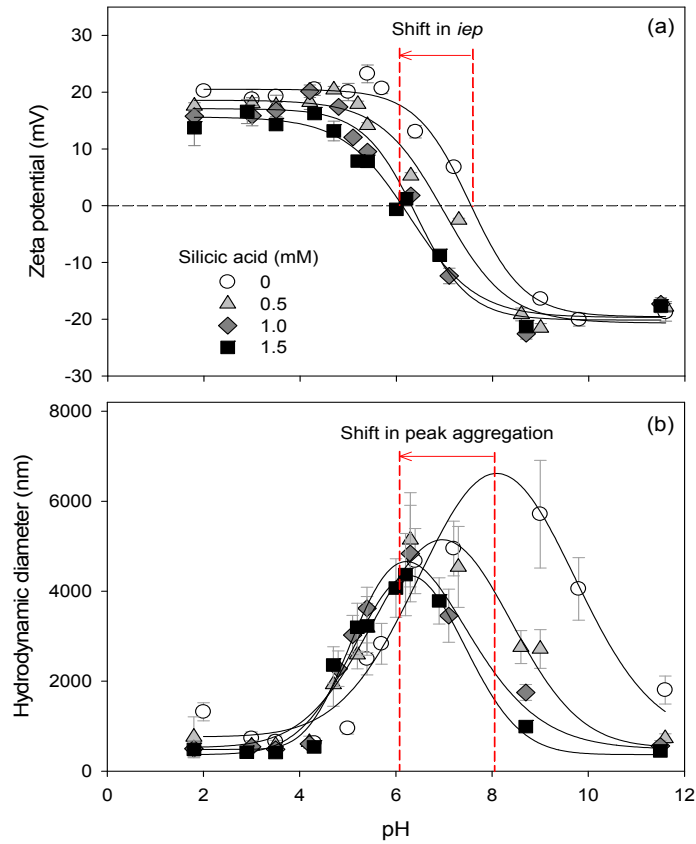 (a)
Shift in iep
30
20
10
0
-10
-20
-30
Zeta potential (mV)
Silicic acid (mM)
0
0.5
1.0
1.5
(b)
Shift in peak aggregation
8000
6000
4000
2000
0
Hydrodynamic diameter (nm)
0 2 4 6 8 10 12
pH